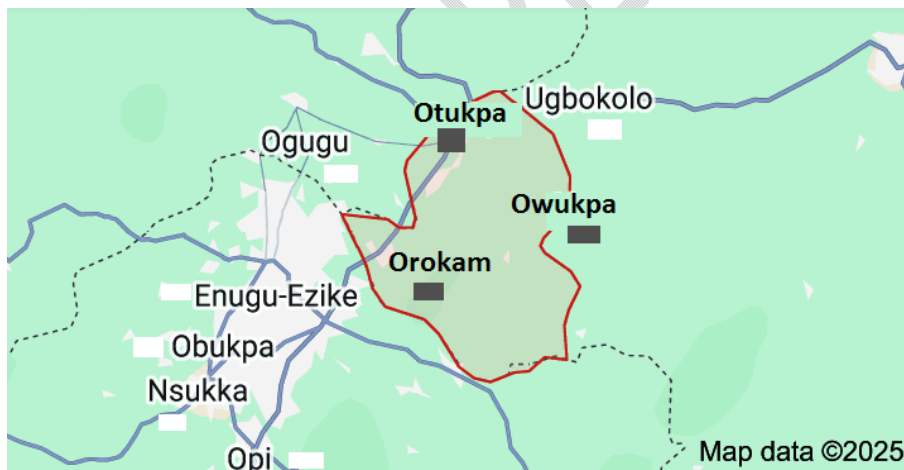 Ugbokolo
Otukpa
Ogugu
Owukpa
Orokam
Enugu-Ezike
Obukpa
Nsukka
Opi
Map data ©2025